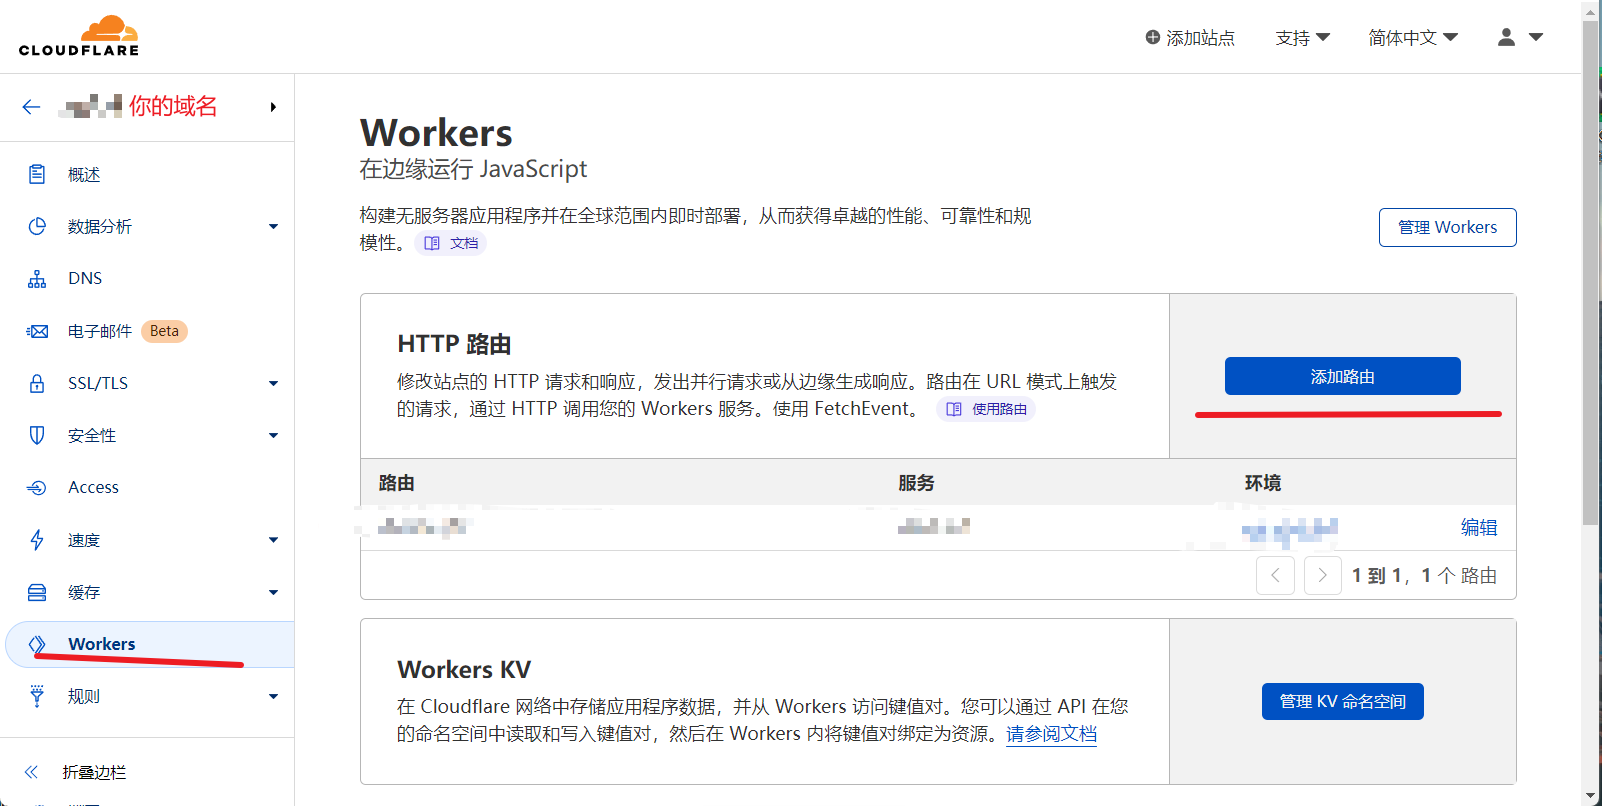 CLOUDFLARE
添加站点
支持
简体中文
你的域名
概述
数据分析
DNS
电子邮件 Beta
SSL/TLS
安全性
Access
速度
缓存
Workers
规则
折叠边栏
Workers
在边缘运行 JavaScript
构建无服务器应用程序并在全球范围内即时部署，从而获得卓越的性能、可靠性和规
模性。 文档
管理 Workers
HTTP 路由
修改站点的 HTTP 请求和响应，发出并行请求或从边缘生成响应。路由在 URL 模式上触发
的请求，通过 HTTP 调用您的 Workers 服务。使用 FetchEvent。 使用路由
添加路由
路由 服务 环境
编辑
1 到 1，1 个 路由
Workers KV
在 Cloudflare 网络中存储应用程序数据，并从 Workers 访问键值对。您可以通过 API 在您
的命名空间中读取和写入键值对，然后在 Workers 内将键值对绑定为资源。请参阅文档
管理 KV 命名空间